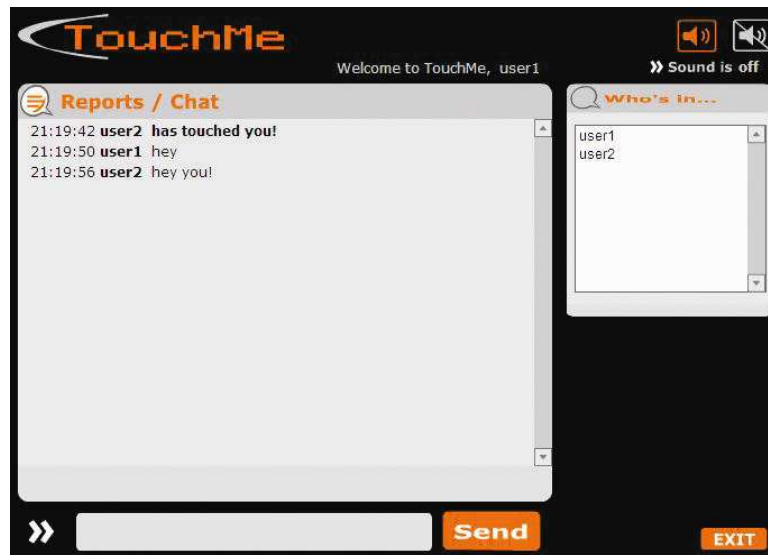 TouchMe
Welcome to TouchMe, user1
Sound is off
Reports / Chat
21:19:42 user2 has touched you!
21:19:50 user1 hey
21:19:56 user2 hey you!
Who's in...
user1
user2
Send
EXIT